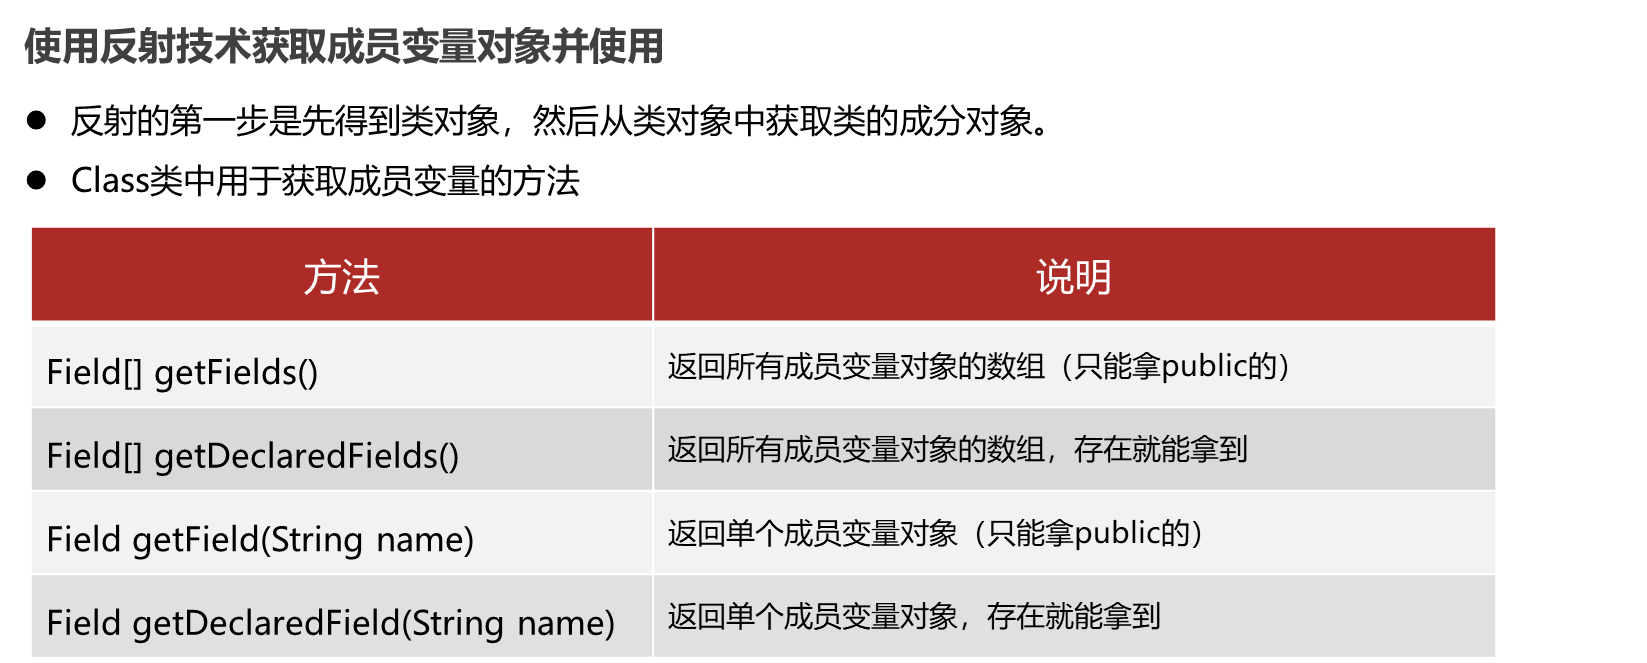 使用反射技术获取成员变量对象并使用
● 反射的第一步是先得到类对象，然后从类对象中获取类的成分对象。
● Class类中用于获取成员变量的方法
方法 说明
Field[] getFields() 返回所有成员变量对象的数组（只能拿public的）
Field[] getDeclaredFields() 返回所有成员变量对象的数组，存在就能拿到
Field getField(String name) 返回单个成员变量对象（只能拿public的）
Field getDeclaredField(String name) 返回单个成员变量对象，存在就能拿到